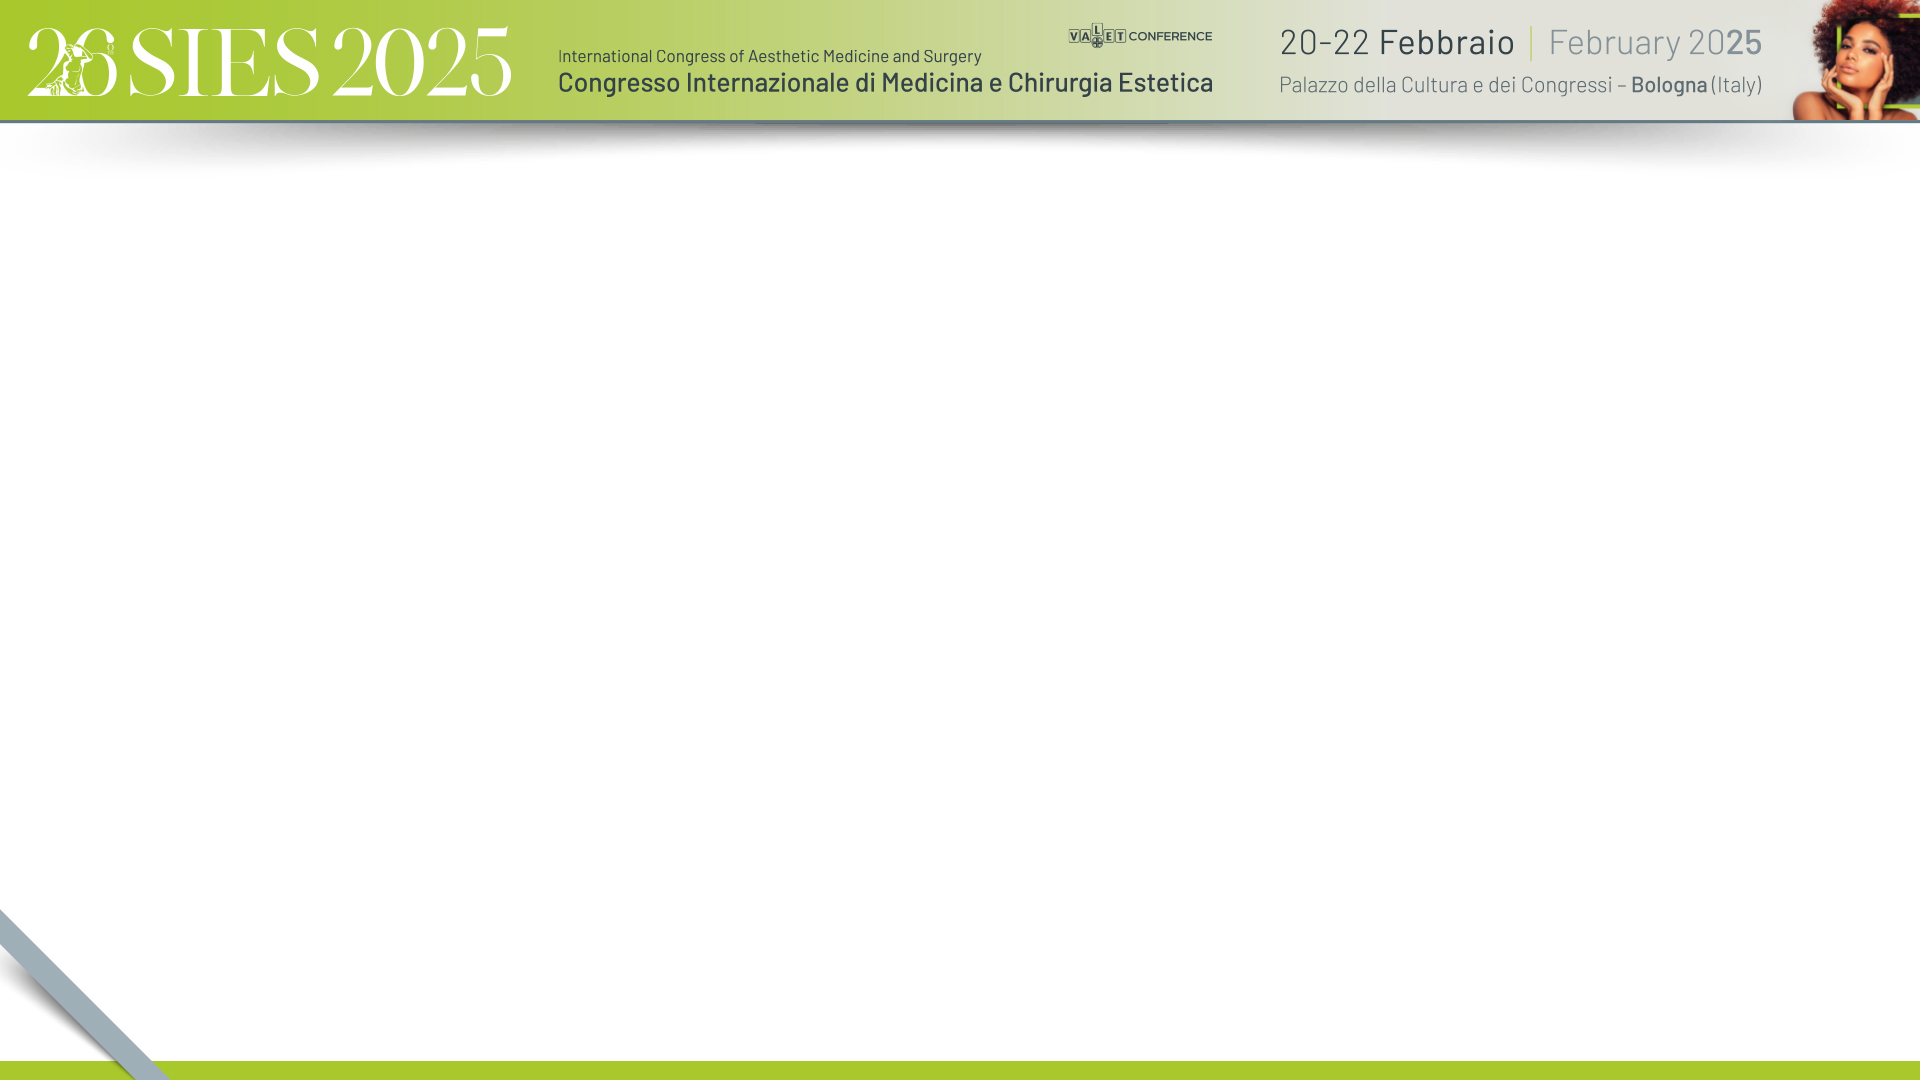 26° SIES 2025
VALET CONFERENCE
International Congress of Aesthetic Medicine and Surgery
Congresso Internazionale di Medicina e Chirurgia Estetica
20-22 Febbraio | February 2025
Palazzo della Cultura e dei Congressi – Bologna (Italy)